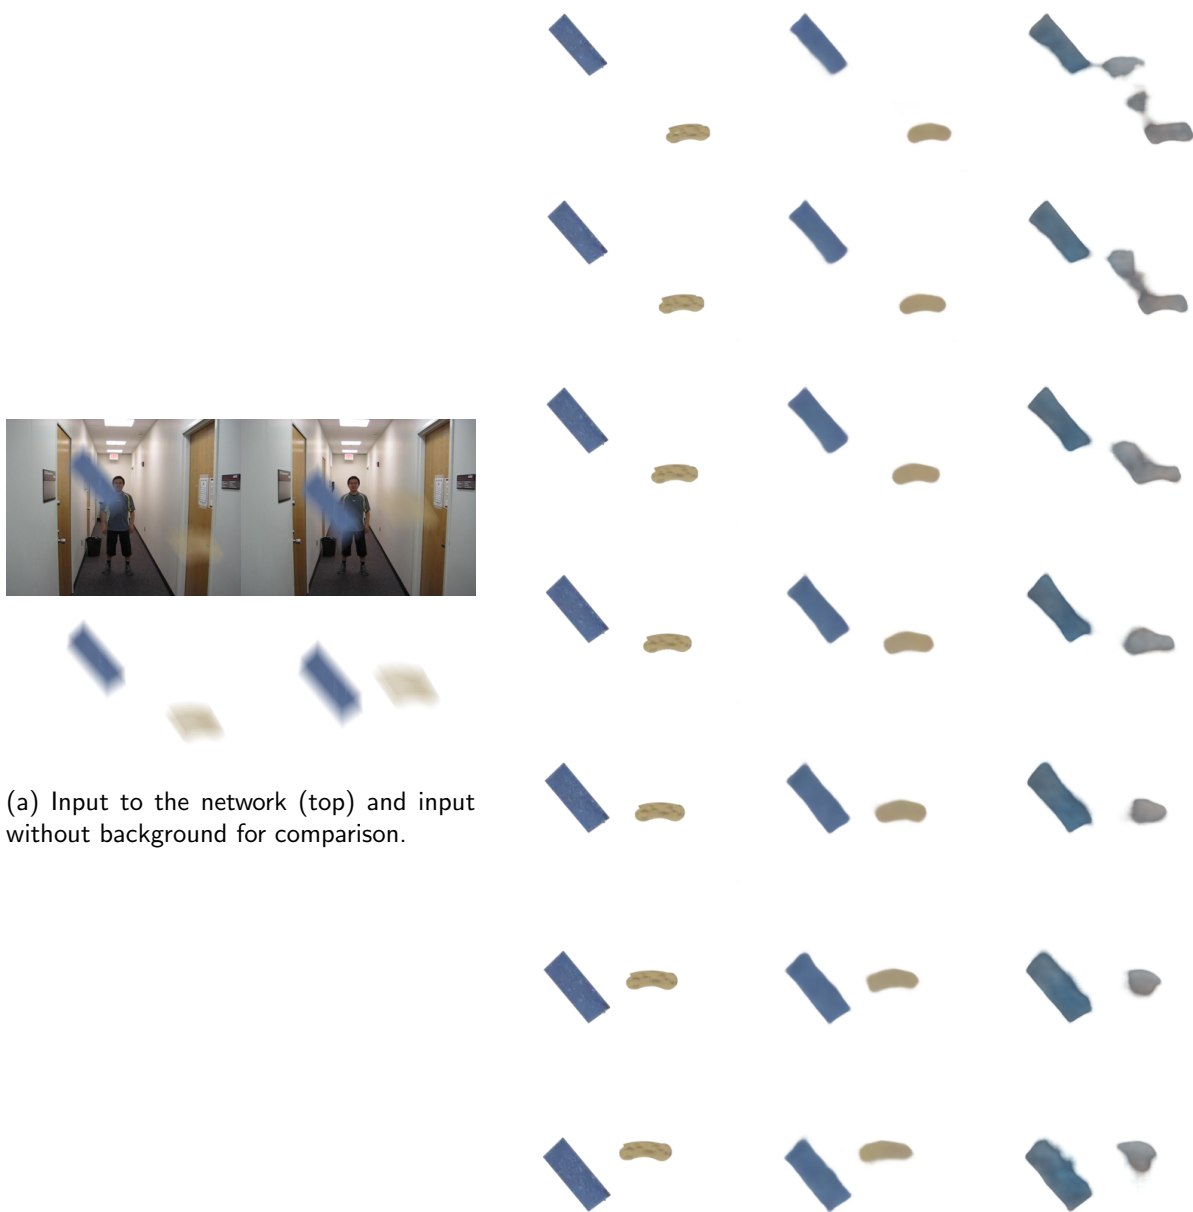 (a) Input to the network (top) and input
without background for comparison.